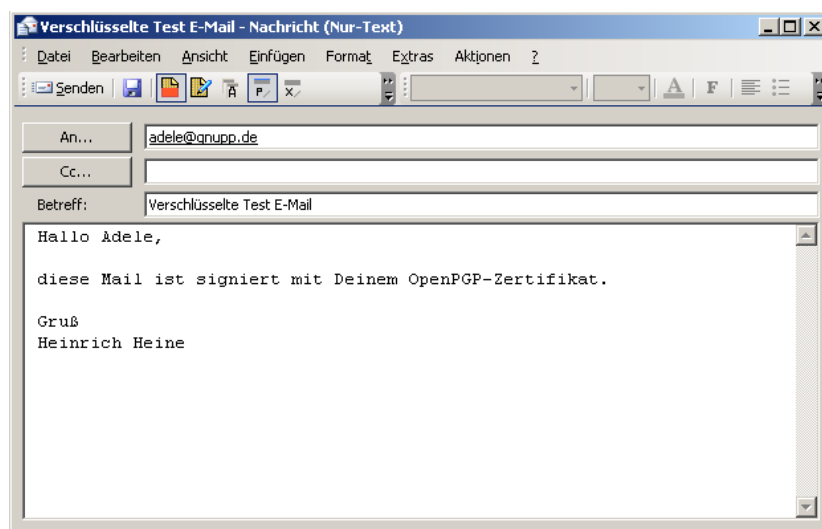 Verschlüsselte Test E-Mail - Nachricht (Nur-Text)
Datei Bearbeiten Ansicht Einfügen Format Extras Aktionen ?
Senden A P X A F
An... adele@gnupp.de
Cc...
Betreff: Verschlüsselte Test E-Mail
Hallo Adele,
diese Mail ist signiert mit Deinem OpenPGP-Zertifikat.
Gruß
Heinrich Heine